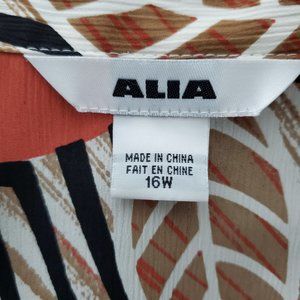 ALIA
MADE IN CHINA
FAIT EN CHINE
16W